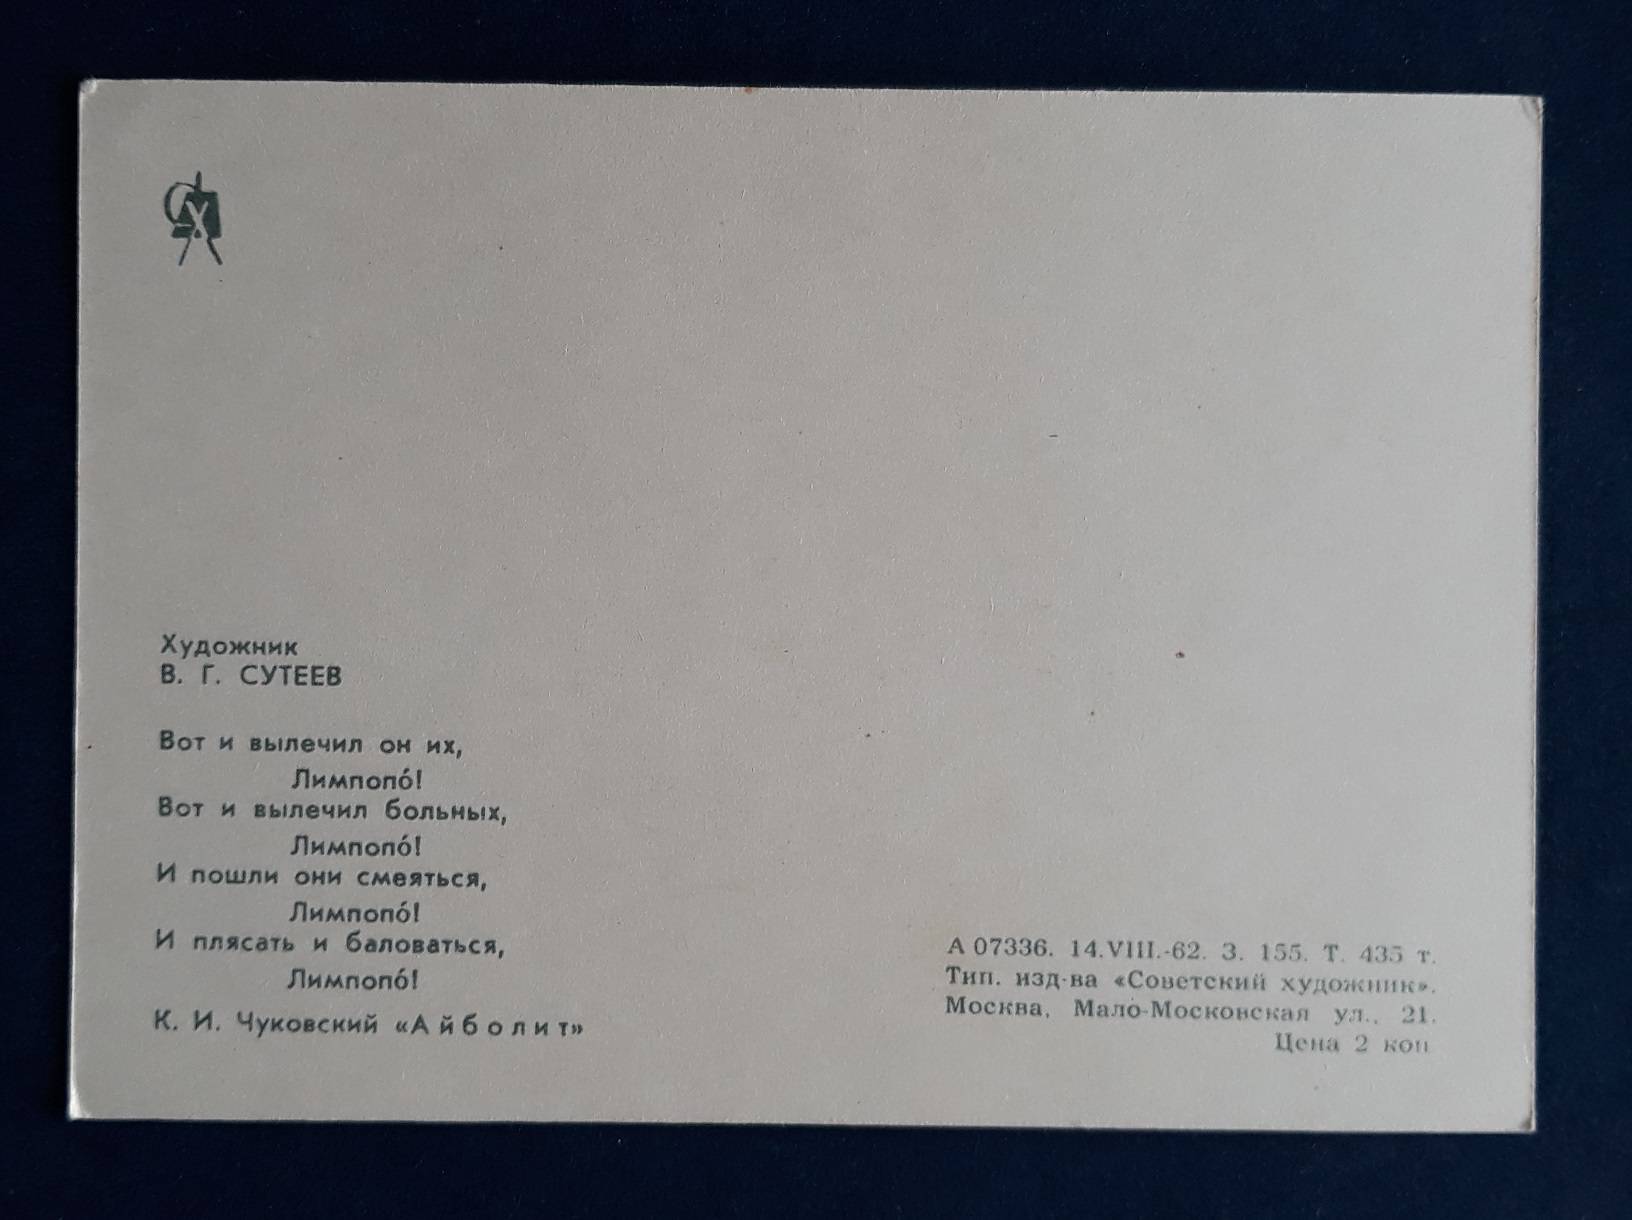 СХ
Художник
В. Г. СУТЕЕВ
Вот и вылечил он их,
Лимпопо́!
Вот и вылечил больных,
Лимпопо́!
И пошли они смеяться,
Лимпопо́!
И плясать и баловаться,
Лимпопо́!
К. И. Чуковский «Айболит»
А 07336. 14.VIII.-62. З. 155. Т. 435 т.
Тип. изд-ва «Советский художник».
Москва, Мало-Московская ул., 21.
Цена 2 коп